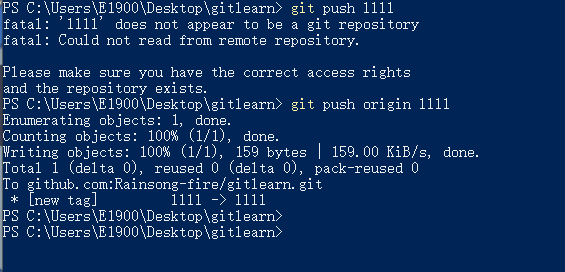 PS C:\Users\E1900\Desktop\gitlearn> git push 1111
fatal: '1111' does not appear to be a git repository
fatal: Could not read from remote repository.
Please make sure you have the correct access rights
and the repository exists.
PS C:\Users\E1900\Desktop\gitlearn> git push origin 1111
Enumerating objects: 1, done.
Counting objects: 100% (1/1), done.
Writing objects: 100% (1/1), 159 bytes | 159.00 KiB/s, done.
Total 1 (delta 0), reused 0 (delta 0), pack-reused 0
To github.com:Rainsong-fire/gitlearn.git
 * [new tag]         1111 -> 1111
PS C:\Users\E1900\Desktop\gitlearn>
PS C:\Users\E1900\Desktop\gitlearn>